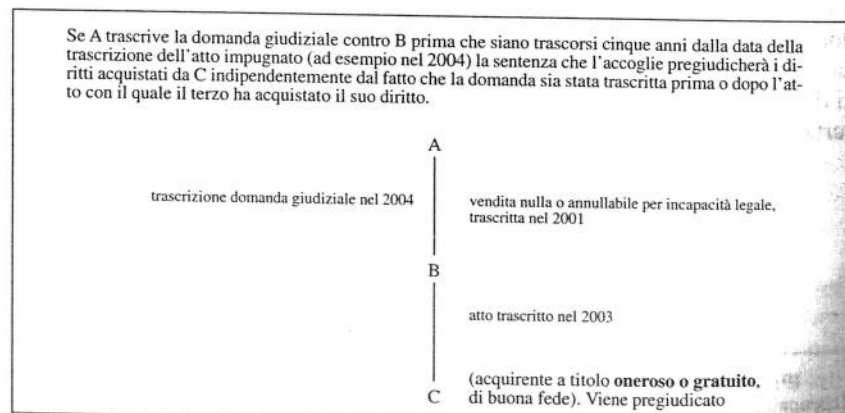 Se A trascrive la domanda giudiziale contro B prima che siano trascorsi cinque anni dalla data della
trascrizione dell'atto impugnato (ad esempio nel 2004) la sentenza che l'accoglie pregiudicherà i di-
ritti acquistati da C indipendentemente dal fatto che la domanda sia stata trascritta prima o dopo l'at-
to con il quale il terzo ha acquistato il suo diritto.
A
trascrizione domanda giudiziale nel 2004
vendita nulla o annullabile per incapacità legale,
trascritta nel 2001
B
atto trascritto nel 2003
C
(acquirente a titolo oneroso o gratuito,
di buona fede). Viene pregiudicato